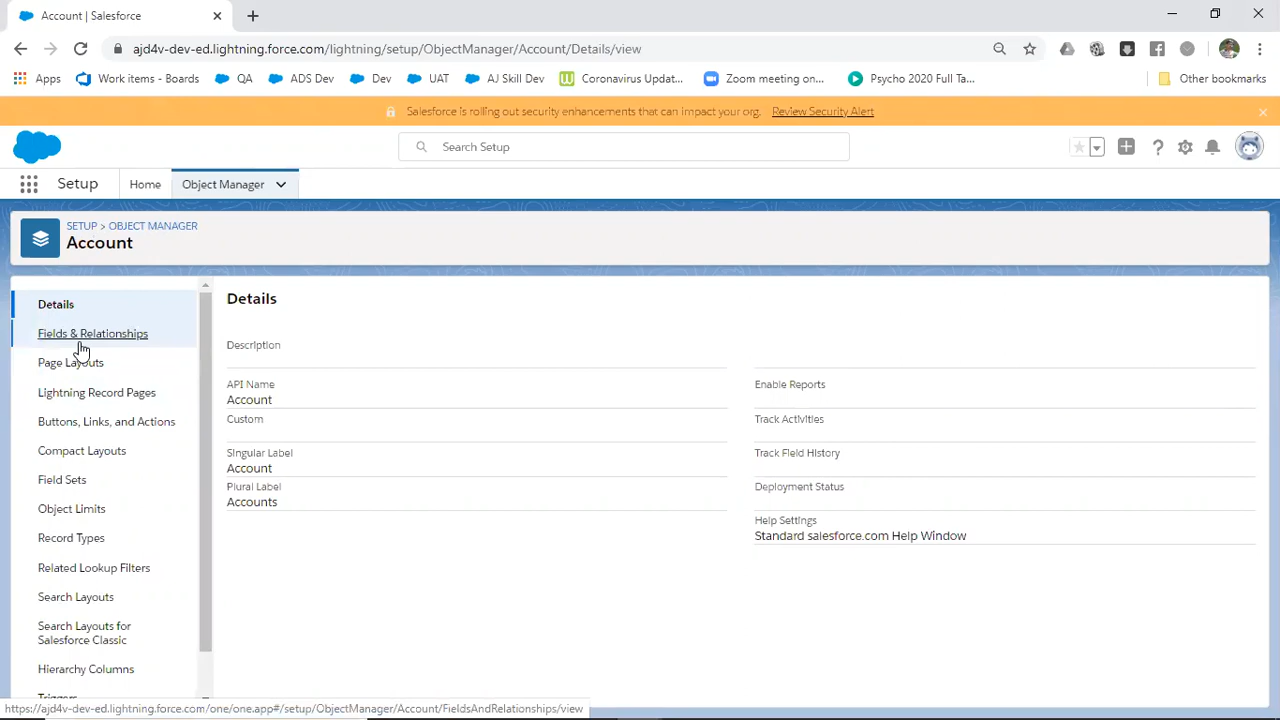 Account | Salesforce
ajd4v-dev-ed.lightning.force.com/lightning/setup/ObjectManager/Account/Details/view
Apps Work items - Boards QA ADS Dev Dev UAT AJ Skill Dev Coronavirus Updat... Zoom meeting on... Psycho 2020 Full Ta... Other bookmarks
Salesforce is rolling out security enhancements that can impact your org. Review Security Alert
Search Setup
Setup Home Object Manager
SETUP > OBJECT MANAGER
Account
Details
Fields & Relationships
Page Layouts
Lightning Record Pages
Buttons, Links, and Actions
Compact Layouts
Field Sets
Object Limits
Record Types
Related Lookup Filters
Search Layouts
Search Layouts for
Salesforce Classic
Hierarchy Columns
Triggers
Details
Description
API Name
Account
Custom
Singular Label
Account
Plural Label
Accounts
Enable Reports
Track Activities
Track Field History
Deployment Status
Help Settings
Standard salesforce.com Help Window
https://ajd4v-dev-ed.lightning.force.com/one/one.app#/setup/ObjectManager/Account/FieldsAndRelationships/view